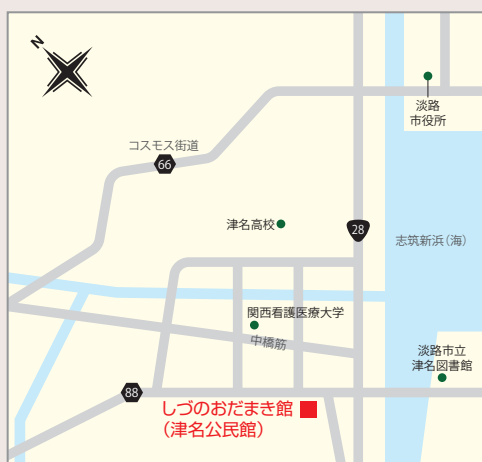 N
淡路
市役所
コスモス街道
66
津名高校
28
志筑新浜(海)
関西看護医療大学
中橋筋
淡路市立
津名図書館
88
しづのおだまき館
(津名公民館)